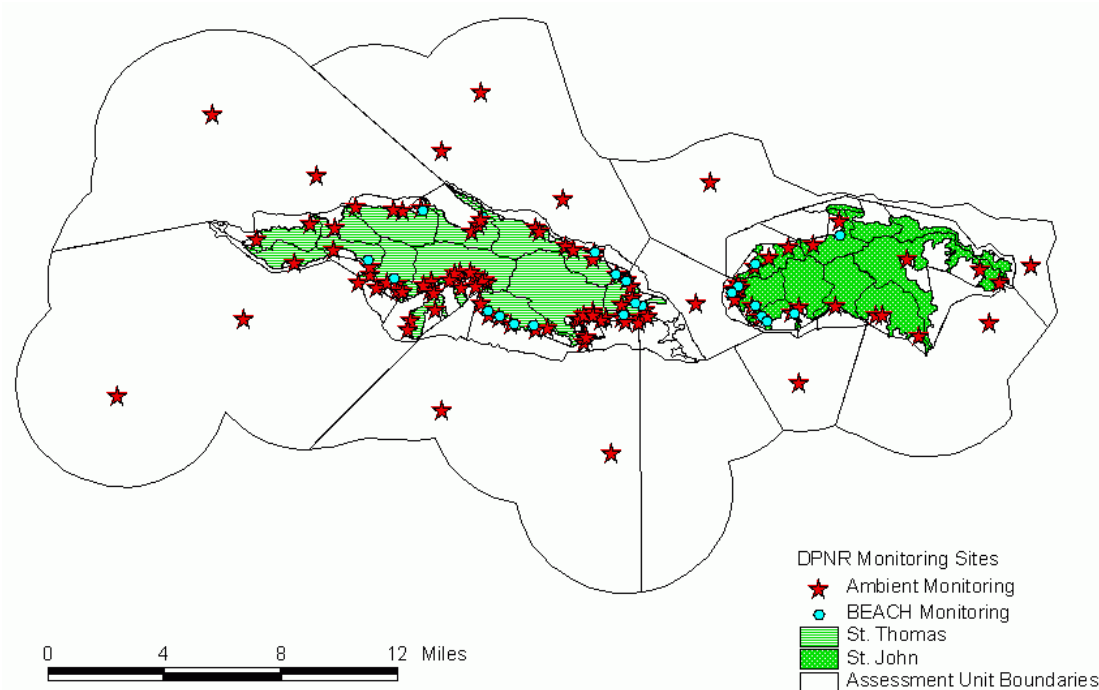 DPNR Monitoring Sites
Ambient Monitoring
BEACH Monitoring
St. Thomas
St. John
Assessment Unit Boundaries
0 4 8 12 Miles